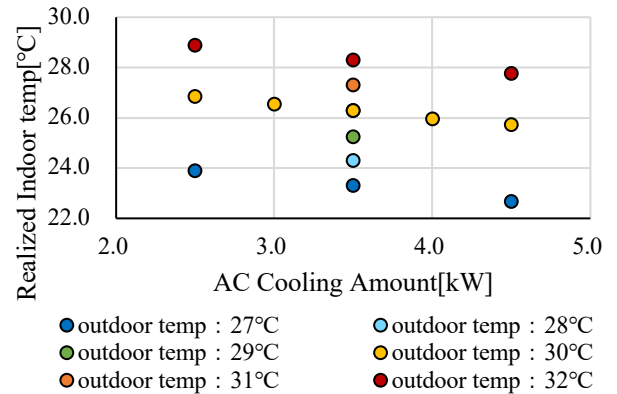 30.0
28.0
26.0
24.0
22.0
Realized Indoor temp[℃]
2.0 3.0 4.0 5.0
AC Cooling Amount[kW]
outdoor temp：27℃ outdoor temp：28℃
outdoor temp：29℃ outdoor temp：30℃
outdoor temp：31℃ outdoor temp：32℃